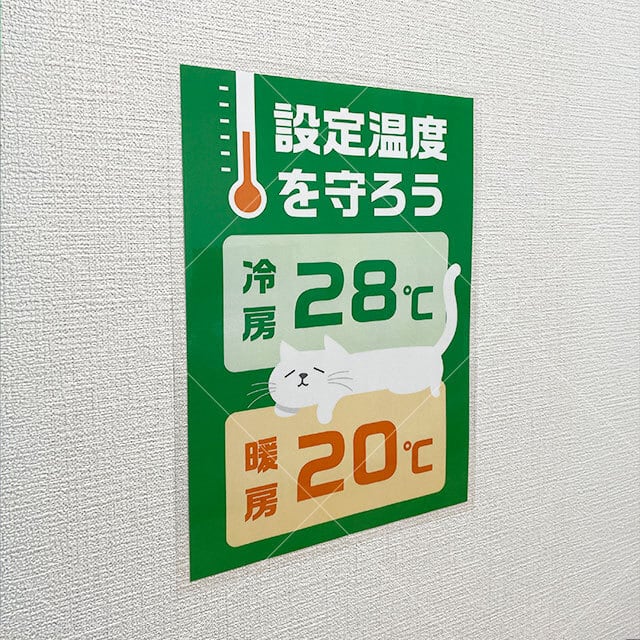 設定温度
を守ろう
冷房 28℃
暖房 20℃